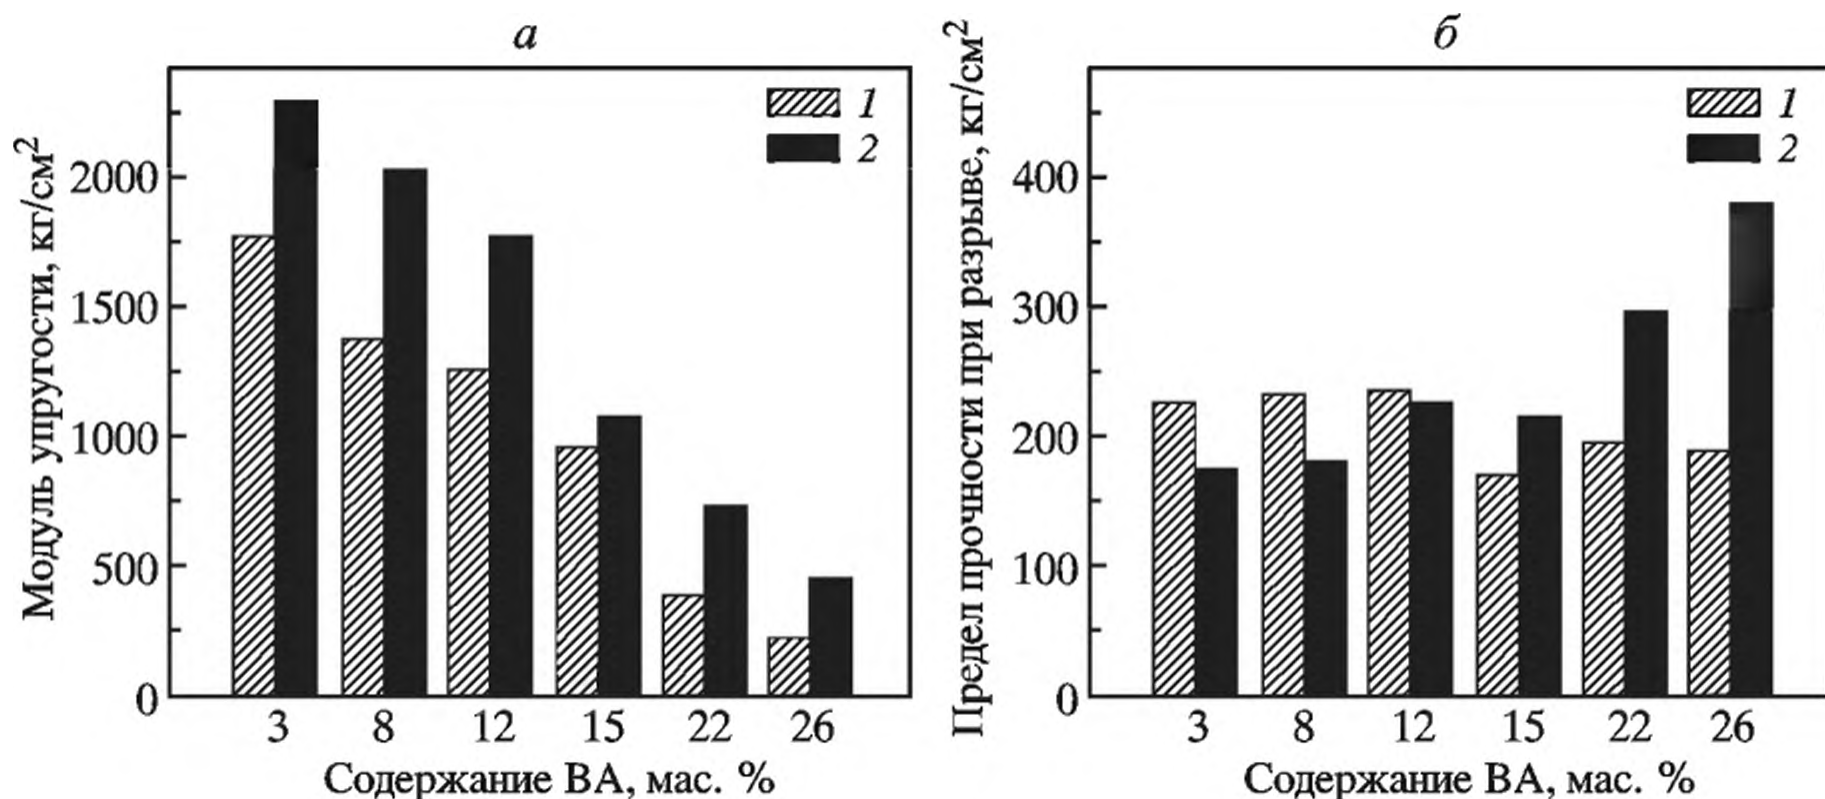 а
Модуль упругости, кг/см²
2000
1500
1000
500
0
1
2
3 8 12 15 22 26
Содержание ВА, мас. %
б
Предел прочности при разрыве, кг/см²
400
300
200
100
0
1
2
3 8 12 15 22 26
Содержание ВА, мас. %